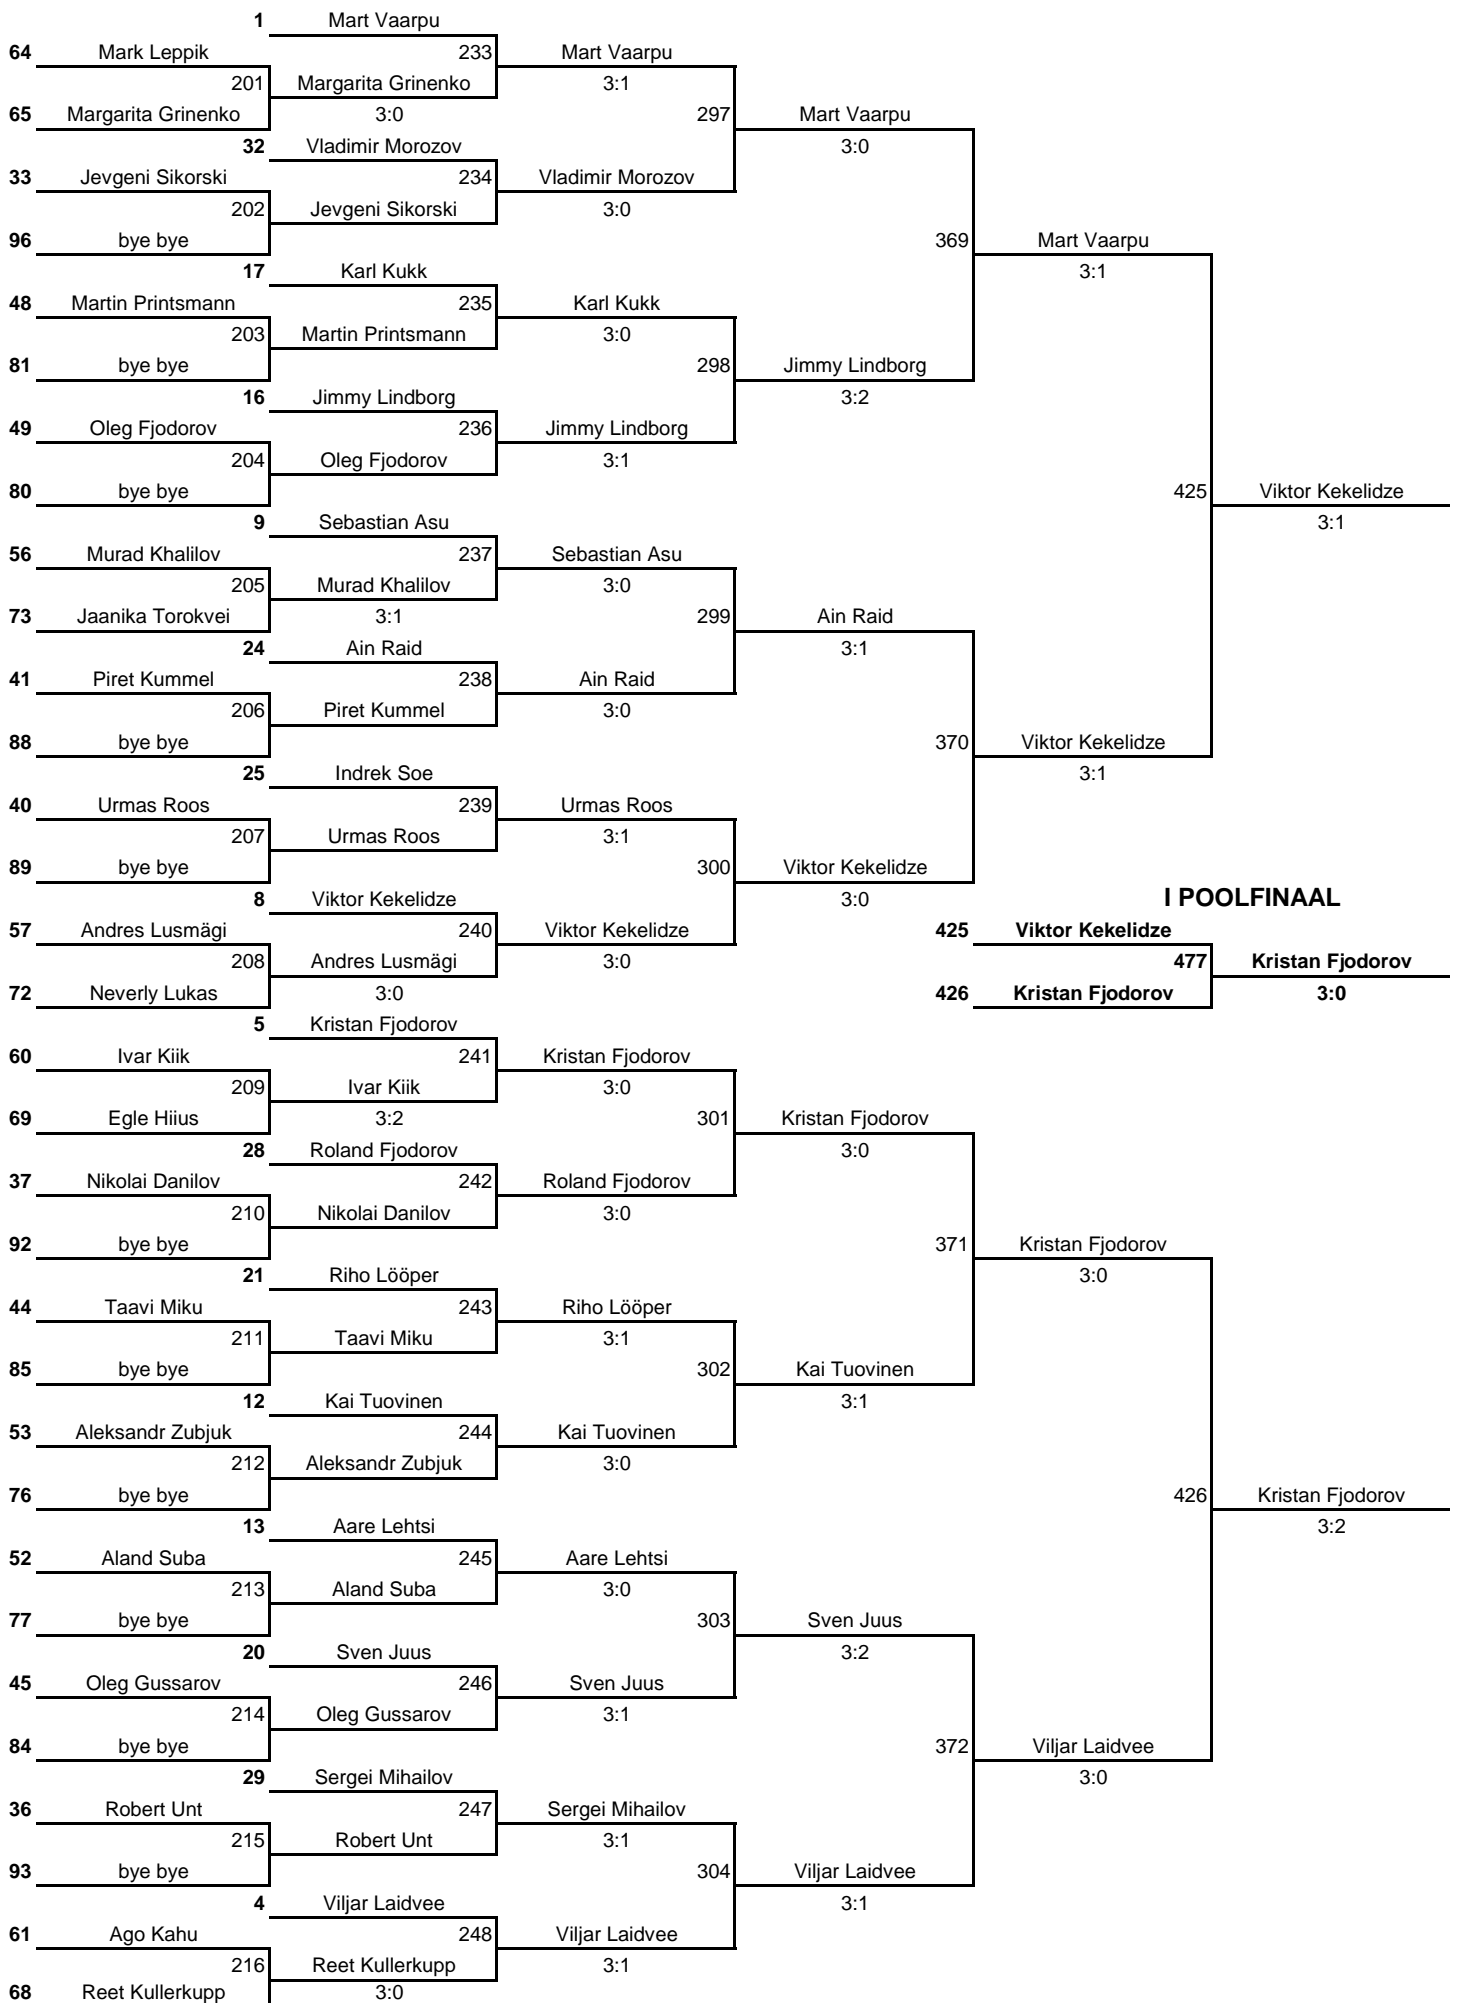 1 Mart Vaarpu
64 Mark Leppik 233 Mart Vaarpu
201 Margarita Grinenko 3:1
65 Margarita Grinenko 3:0 297 Mart Vaarpu
32 Vladimir Morozov 3:0
33 Jevgeni Sikorski 234 Vladimir Morozov
202 Jevgeni Sikorski 3:0
96 bye bye 369 Mart Vaarpu
17 Karl Kukk 3:1
48 Martin Printsmann 235 Karl Kukk
203 Martin Printsmann 3:0
81 bye bye 298 Jimmy Lindborg
16 Jimmy Lindborg 3:2
49 Oleg Fjodorov 236 Jimmy Lindborg
204 Oleg Fjodorov 3:1
80 bye bye 425 Viktor Kekelidze
9 Sebastian Asu 3:1
56 Murad Khalilov 237 Sebastian Asu
205 Murad Khalilov 3:0
73 Jaanika Torokvei 3:1 299 Ain Raid
24 Ain Raid 3:1
41 Piret Kummel 238 Ain Raid
206 Piret Kummel 3:0
88 bye bye 370 Viktor Kekelidze
25 Indrek Soe 3:1
40 Urmas Roos 239 Urmas Roos
207 Urmas Roos 3:1
89 bye bye 300 Viktor Kekelidze
8 Viktor Kekelidze 3:0 I POOLFINAAL
57 Andres Lusmägi 240 Viktor Kekelidze 425 Viktor Kekelidze
208 Andres Lusmägi 3:0 477 Kristan Fjodorov
72 Neverly Lukas 3:0 426 Kristan Fjodorov 3:0
5 Kristan Fjodorov
60 Ivar Kiik 241 Kristan Fjodorov
209 Ivar Kiik 3:0
69 Egle Hiius 3:2 301 Kristan Fjodorov
28 Roland Fjodorov 3:0
37 Nikolai Danilov 242 Roland Fjodorov
210 Nikolai Danilov 3:0
92 bye bye 371 Kristan Fjodorov
21 Riho Lööper 3:0
44 Taavi Miku 243 Riho Lööper
211 Taavi Miku 3:1
85 bye bye 302 Kai Tuovinen
12 Kai Tuovinen 3:1
53 Aleksandr Zubjuk 244 Kai Tuovinen
212 Aleksandr Zubjuk 3:0
76 bye bye 426 Kristan Fjodorov
13 Aare Lehtsi 3:2
52 Aland Suba 245 Aare Lehtsi
213 Aland Suba 3:0
77 bye bye 303 Sven Juus
20 Sven Juus 3:2
45 Oleg Gussarov 246 Sven Juus
214 Oleg Gussarov 3:1
84 bye bye 372 Viljar Laidvee
29 Sergei Mihailov 3:0
36 Robert Unt 247 Sergei Mihailov
215 Robert Unt 3:1
93 bye bye 304 Viljar Laidvee
4 Viljar Laidvee 3:1
61 Ago Kahu 248 Viljar Laidvee
216 Reet Kullerkupp 3:1
68 Reet Kullerkupp 3:0